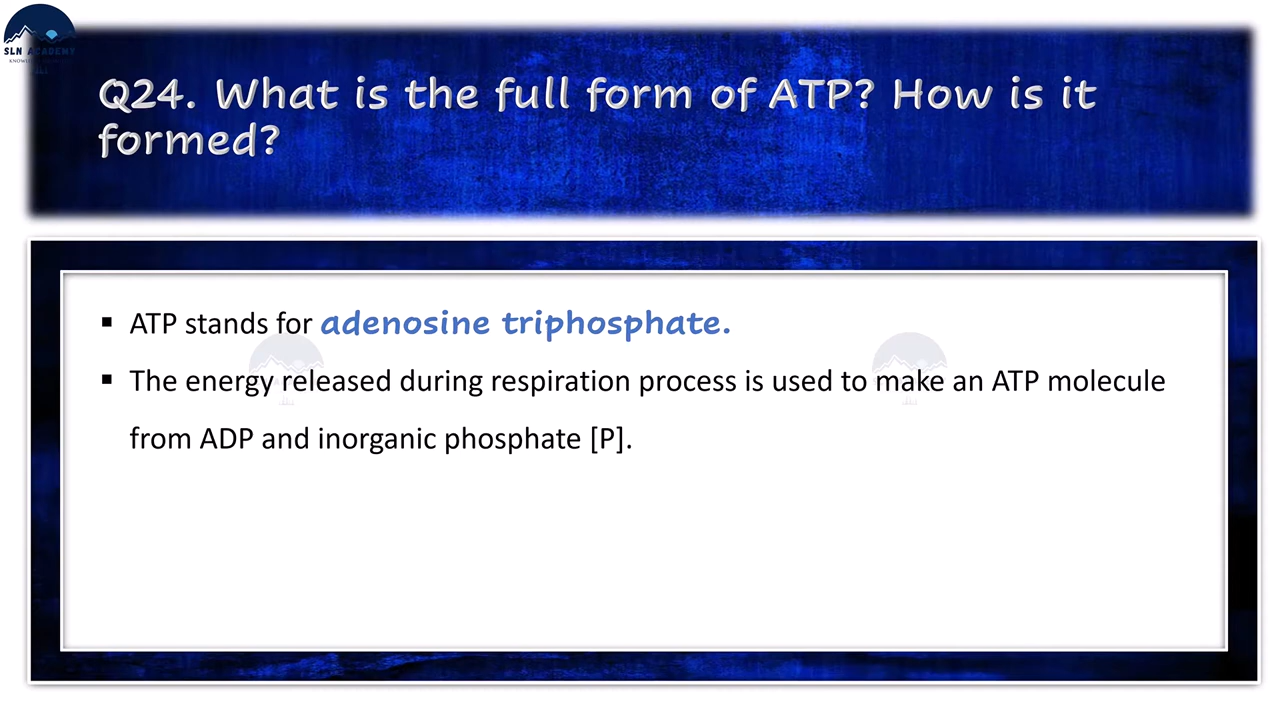 SLN ACADEMY
Q24. What is the full form of ATP? How is it
formed?
▪ ATP stands for adenosine triphosphate.
▪ The energy released during respiration process is used to make an ATP molecule
from ADP and inorganic phosphate [P].